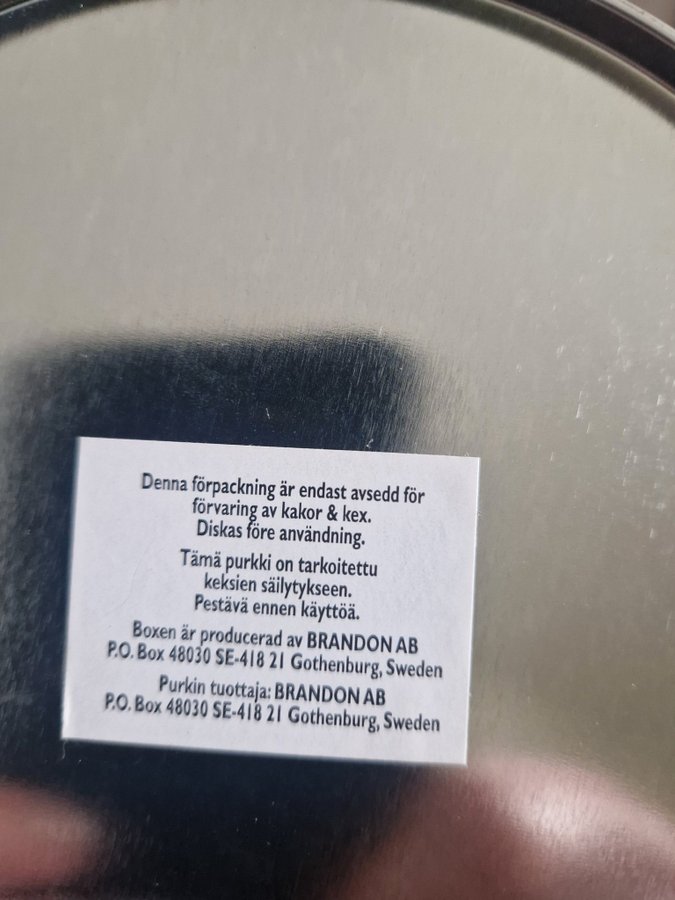 Denna förpackning är endast avsedd för
förvaring av kakor & kex.
Diskas före användning.
Tämä purkki on tarkoitettu
keksien säilytykseen.
Pestävä ennen käyttöä.
Boxen är producerad av BRANDON AB
P.O. Box 48030 SE-418 21 Gothenburg, Sweden
Purkin tuottaja: BRANDON AB
P.O. Box 48030 SE-418 21 Gothenburg, Sweden